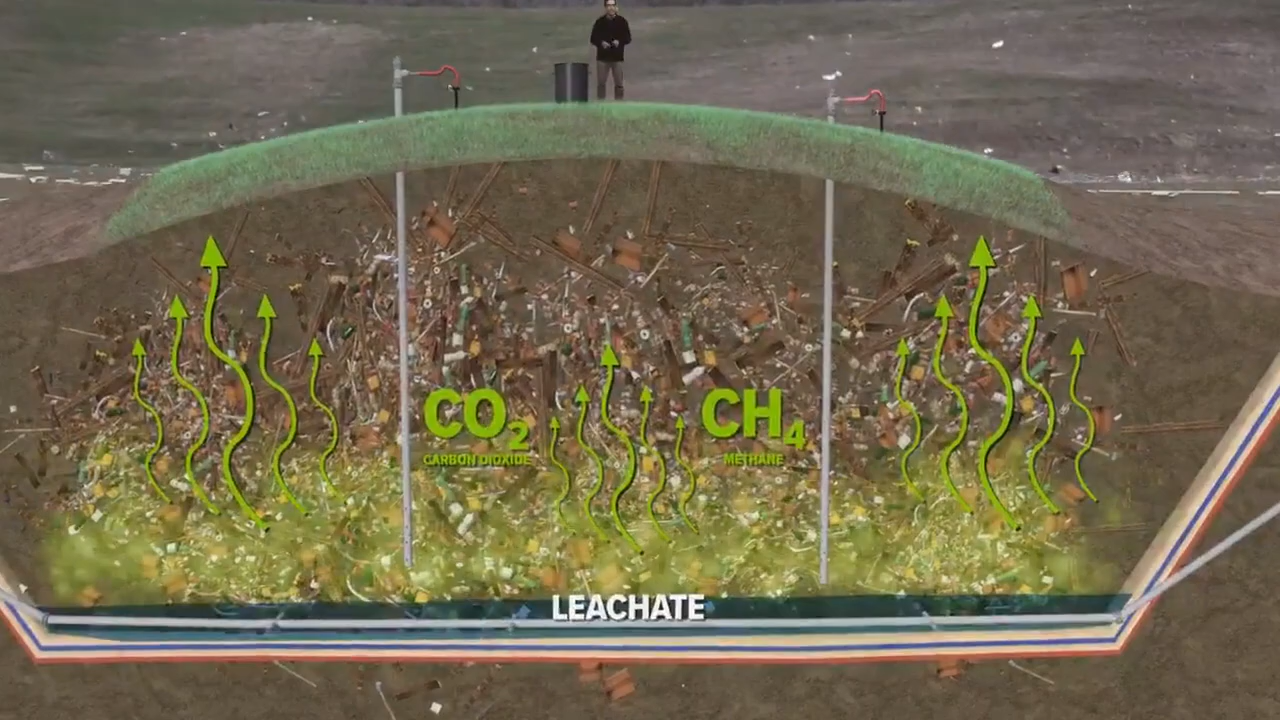 CO₂
CARBON DIOXIDE
CH₄
METHANE
LEACHATE